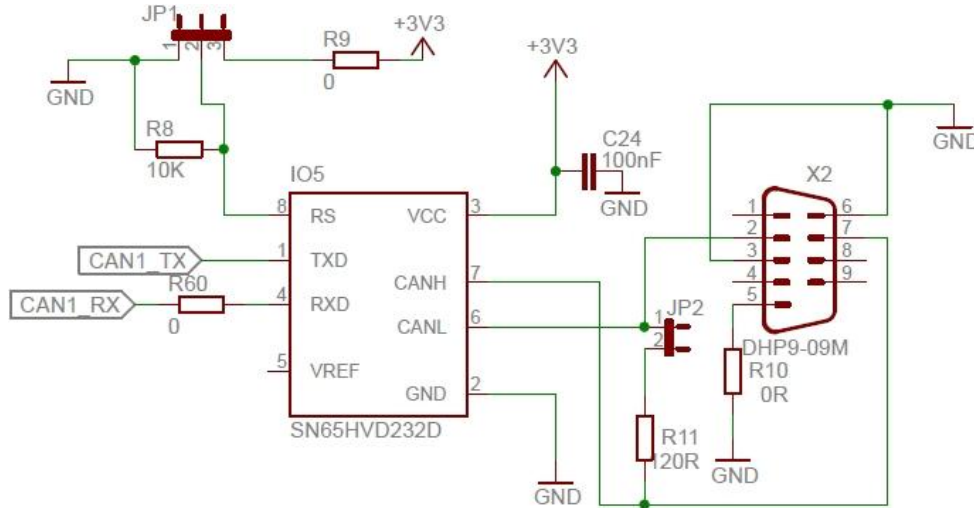 JP1
1
2
3
R9
0
+3V3
GND
R8
10K
+3V3
C24
100nF
GND
GND
X2
IO5
8
RS
VCC
3
CAN1_TX
1
TXD
CANH
7
CAN1_RX
R60
0
4
RXD
CANL
6
5
VREF
GND
2
SN65HVD232D
GND
JP2
1
2
R11
120R
1
2
3
4
5
6
7
8
9
DHP9-09M
R10
0R
GND